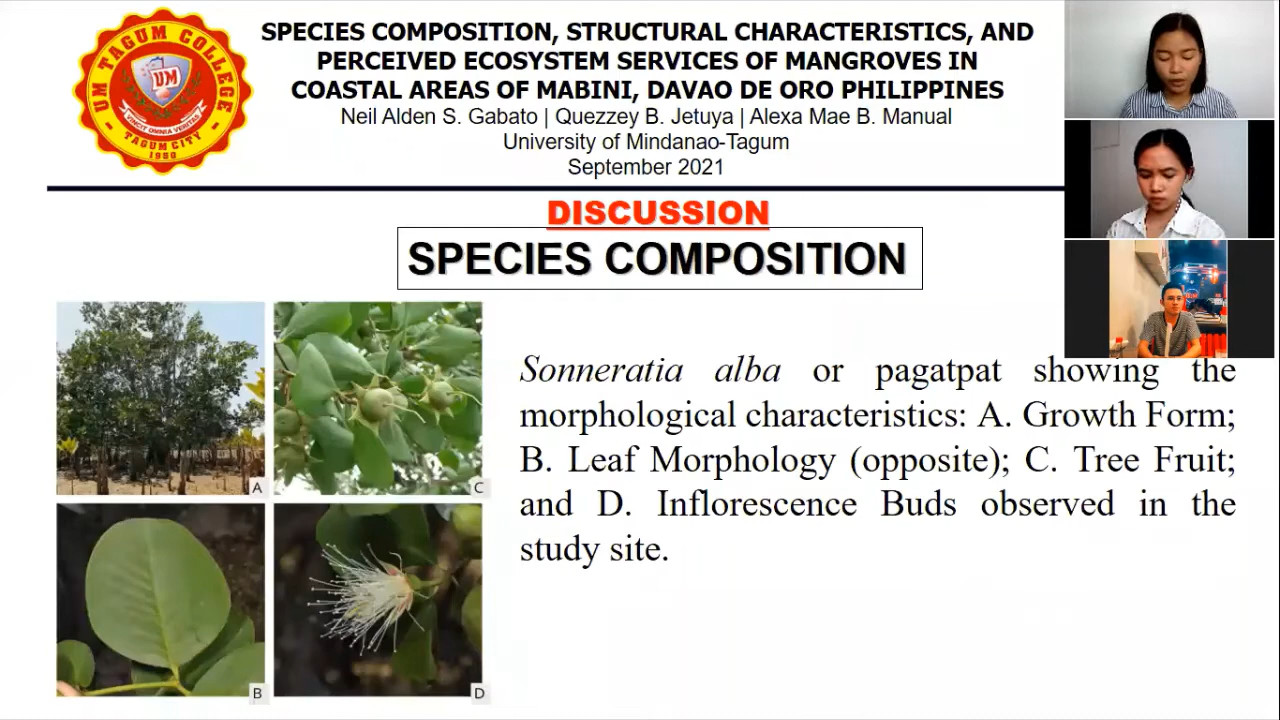 UM TAGUM COLLEGE
UM
VINCIT OMNIA VERITAS
TAGUM CITY
1950
SPECIES COMPOSITION, STRUCTURAL CHARACTERISTICS, AND
PERCEIVED ECOSYSTEM SERVICES OF MANGROVES IN
COASTAL AREAS OF MABINI, DAVAO DE ORO PHILIPPINES
Neil Alden S. Gabato | Quezzey B. Jetuya | Alexa Mae B. Manual
University of Mindanao-Tagum
September 2021
DISCUSSION
SPECIES COMPOSITION
A
C
B
D
Sonneratia alba or pagatpat showing the
morphological characteristics: A. Growth Form;
B. Leaf Morphology (opposite); C. Tree Fruit;
and D. Inflorescence Buds observed in the
study site.